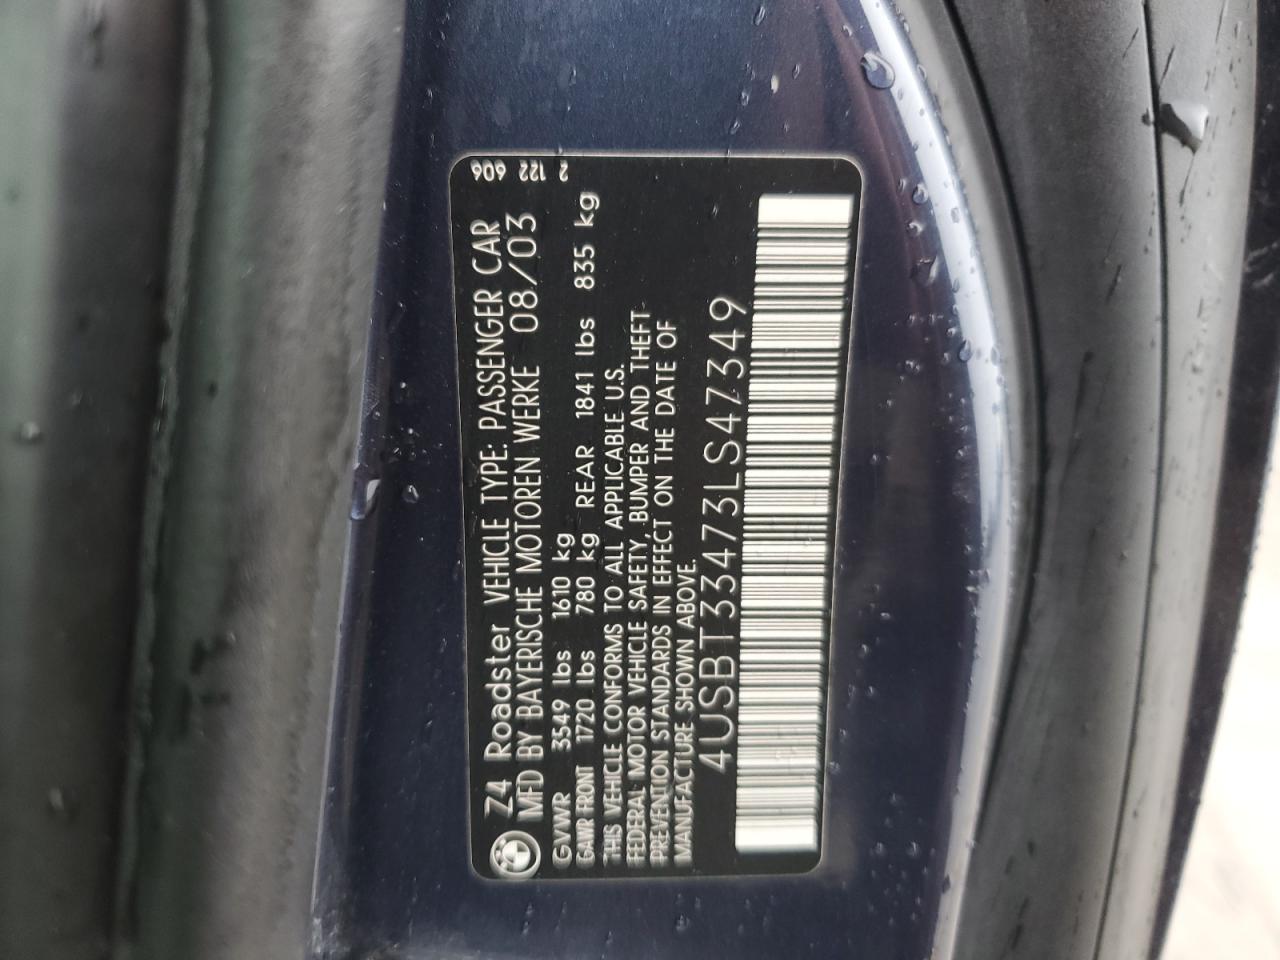 Z4 Roadster VEHICLE TYPE: PASSENGER CAR
MFD BY BAYERISCHE MOTOREN WERKE 08/03
GVWR 3549 lbs 1610 kg
GAWR FRONT 1720 lbs 780 kg REAR 1841 lbs 835 kg
THIS VEHICLE CONFORMS TO ALL APPLICABLE U.S.
FEDERAL MOTOR VEHICLE SAFETY, BUMPER AND THEFT
PREVENTION STANDARDS IN EFFECT ON THE DATE OF
MANUFACTURE SHOWN ABOVE.
4USBT33473LS47349
606
122
2